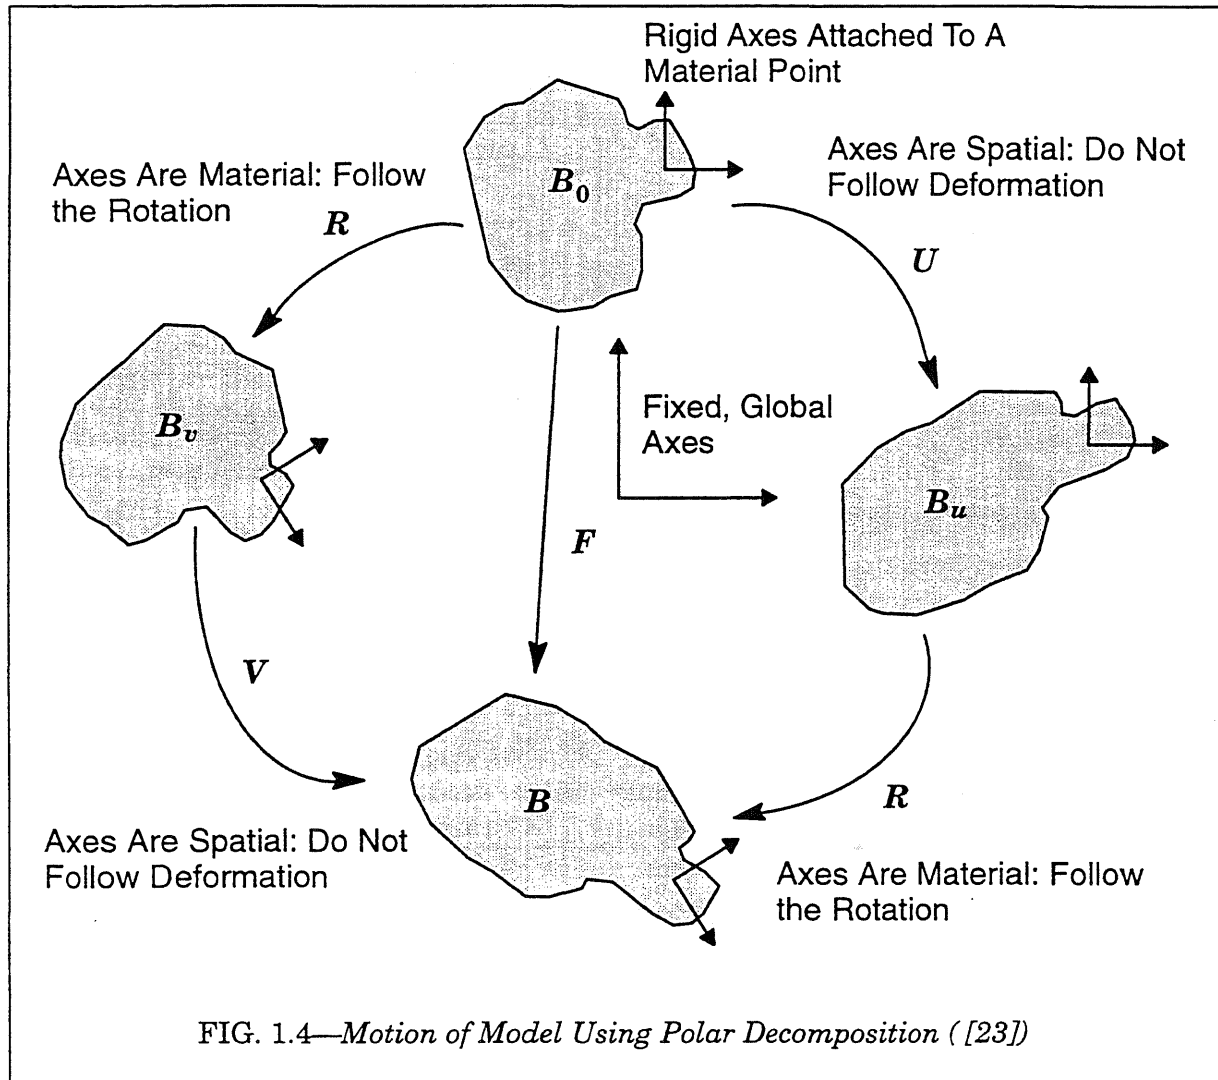 Rigid Axes Attached To A
Material Point
Axes Are Spatial: Do Not
Follow Deformation
Axes Are Material: Follow
the Rotation
B₀
R
U
Fixed, Global
Axes
Bᵥ
Bᵤ
F
V
R
B
Axes Are Spatial: Do Not
Follow Deformation
Axes Are Material: Follow
the Rotation
FIG. 1.4—Motion of Model Using Polar Decomposition ([23])